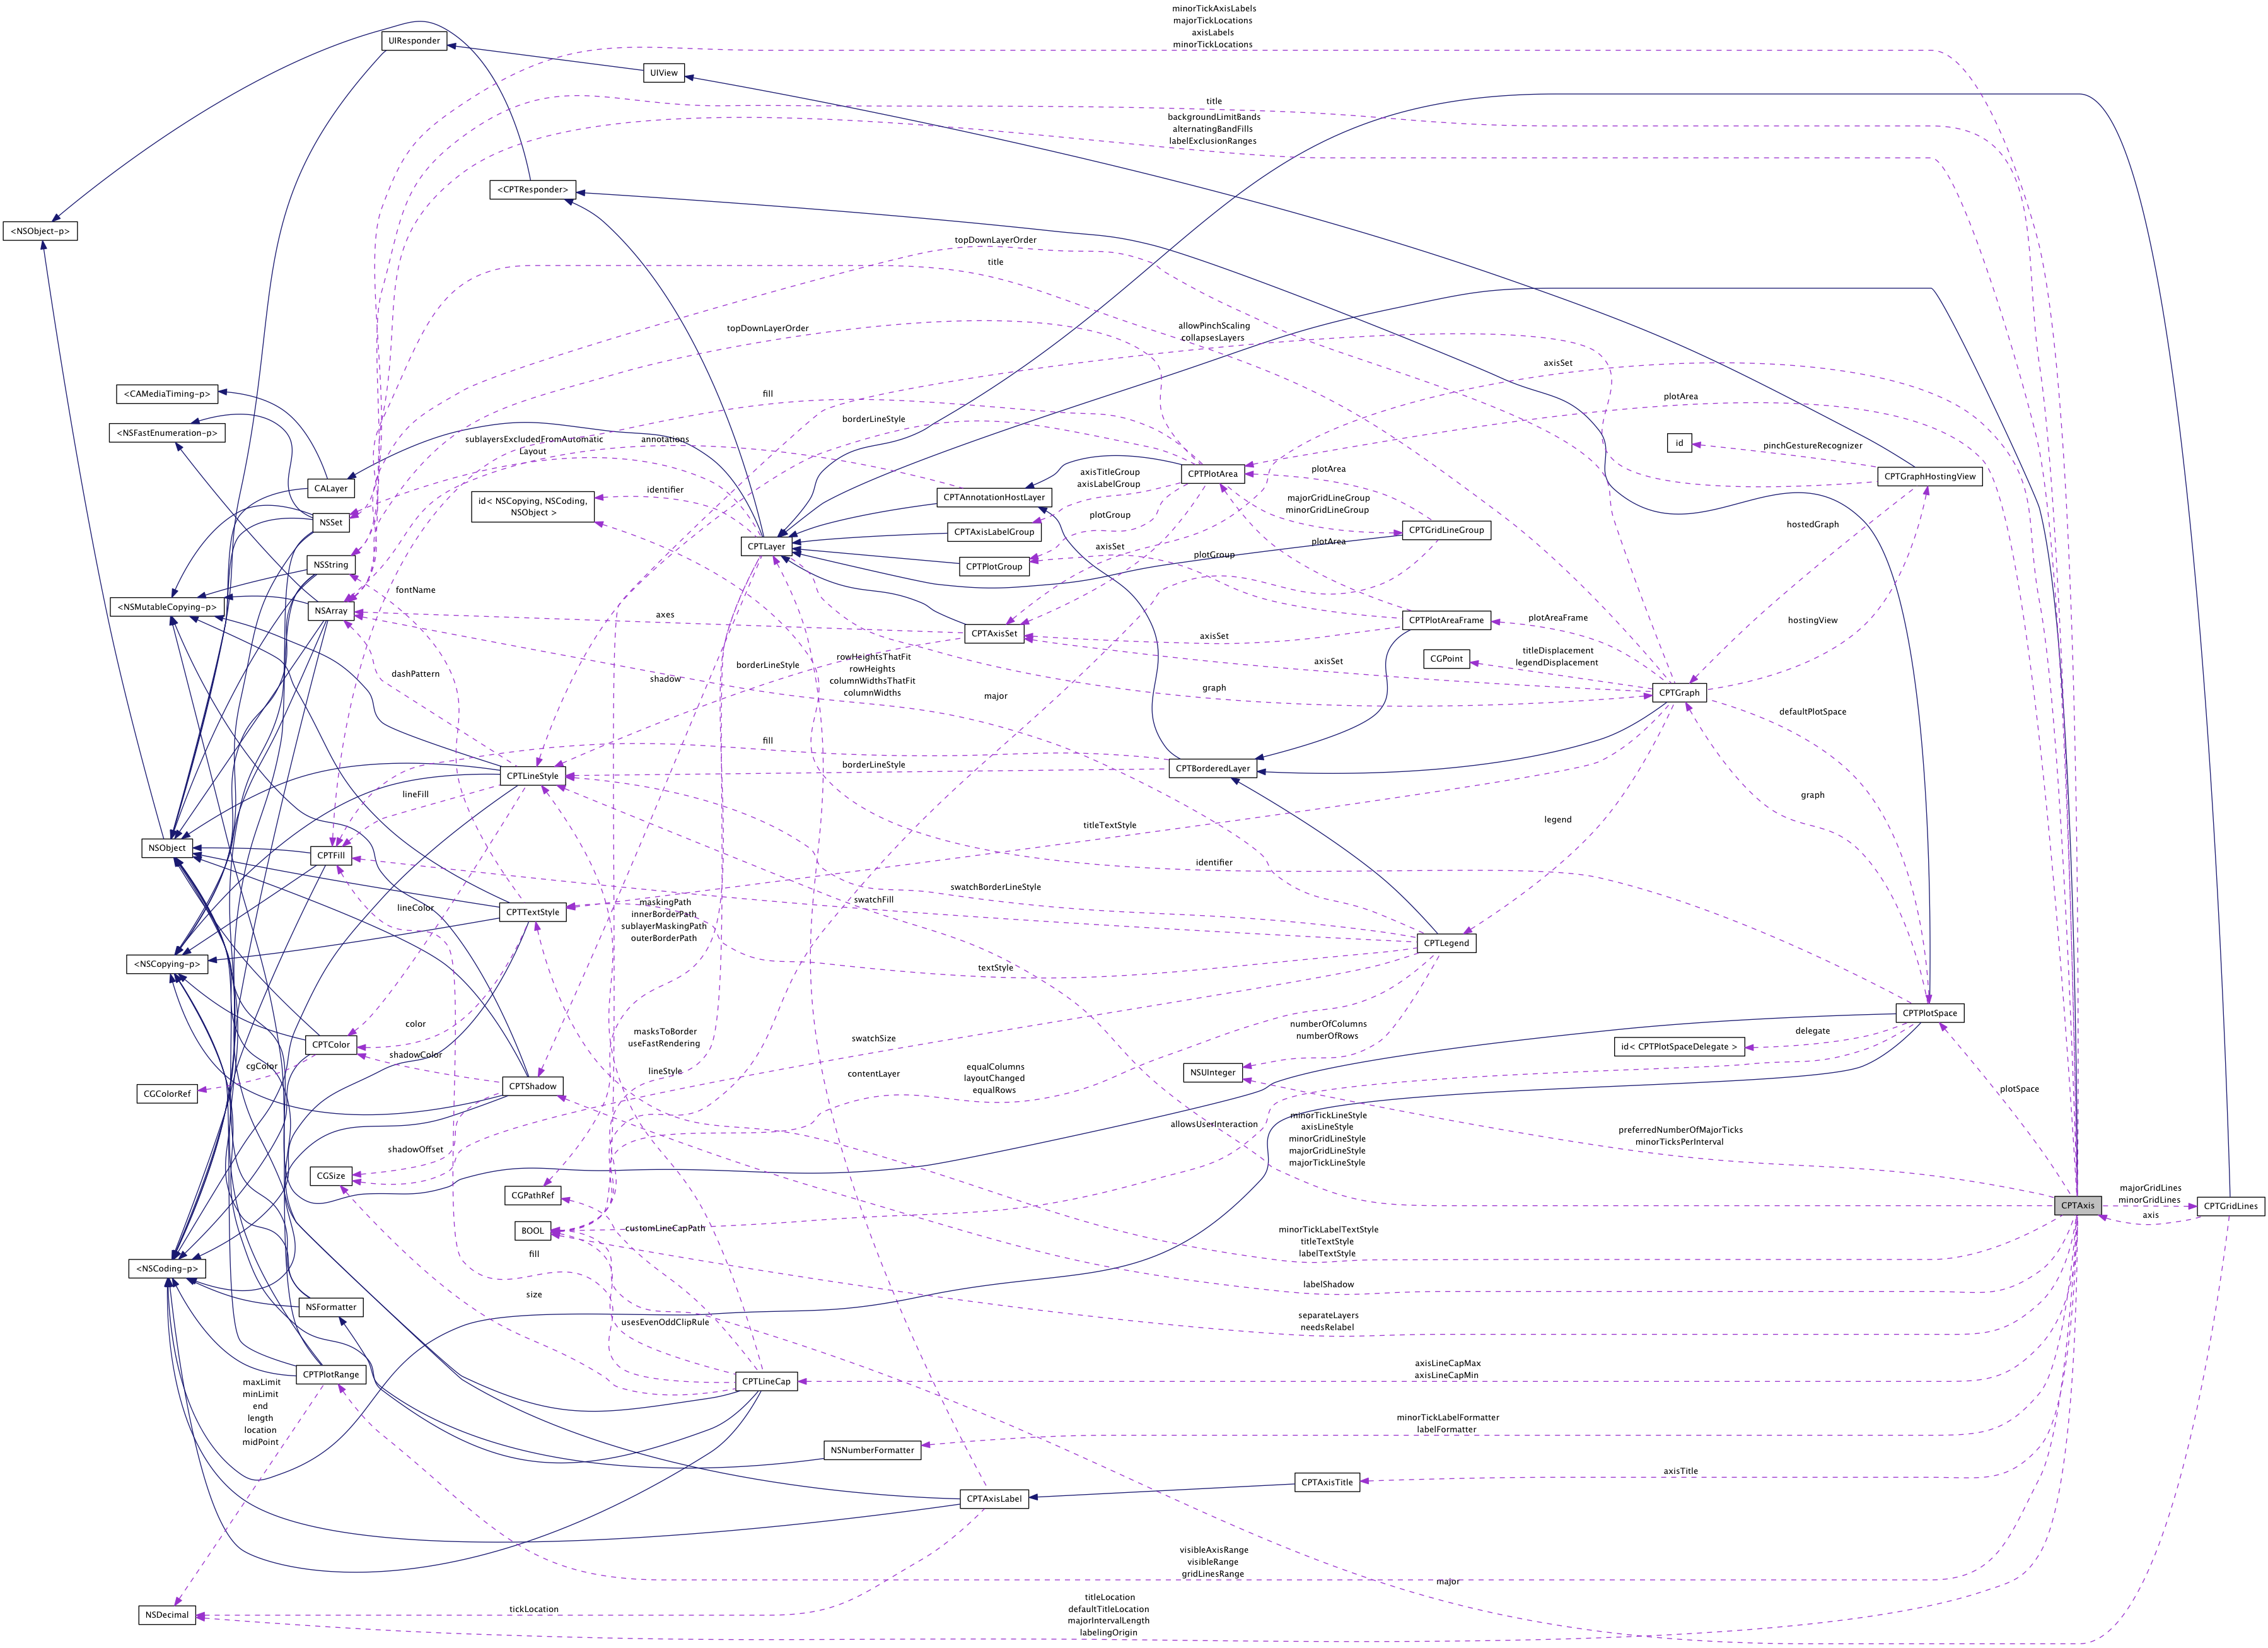 minorTickAxisLabels
majorTickLocations
axisLabels
minorTickLocations
UIResponder
UIView
title
backgroundLimitBands
alternatingBandFills
labelExclusionRanges
<CPTResponder>
<NSObject-p>
topDownLayerOrder
title
topDownLayerOrder
allowPinchScaling
collapsesLayers
axisSet
<CAMediaTiming-p>
fill
plotArea
<NSFastEnumeration-p>
borderLineStyle
sublayersExcludedFromAutomatic
Layout
annotations
id
pinchGestureRecognizer
CALayer
identifier
id< NSCopying, NSCoding,
NSObject >
CPTAnnotationHostLayer
axisTitleGroup
axisLabelGroup
CPTPlotArea
plotArea
CPTGraphHostingView
majorGridLineGroup
minorGridLineGroup
NSSet
plotGroup
CPTAxisLabelGroup
CPTGridLineGroup
hostedGraph
CPTLayer
axisSet
plotArea
plotGroup
NSString
CPTPlotGroup
fontName
<NSMutableCopying-p>
NSArray
axes
CPTAxisSet
axisSet
CPTPlotAreaFrame
plotAreaFrame
hostingView
rowHeightsThatFit
rowHeights
columnWidthsThatFit
columnWidths
borderLineStyle
shadow
dashPattern
CGPoint
titleDisplacement
legendDisplacement
axisSet
graph
major
CPTGraph
defaultPlotSpace
fill
CPTLineStyle
borderLineStyle
CPTBorderedLayer
lineFill
graph
titleTextStyle
legend
NSObject
CPTFill
identifier
swatchBorderLineStyle
swatchFill
lineColor
CPTTextStyle
maskingPath
innerBorderPath
sublayerMaskingPath
outerBorderPath
CPTLegend
<NSCopying-p>
textStyle
CPTPlotSpace
color
CPTColor
masksToBorder
useFastRendering
swatchSize
numberOfColumns
numberOfRows
delegate
id< CPTPlotSpaceDelegate >
shadowColor
cgColor
lineStyle
contentLayer
equalColumns
layoutChanged
equalRows
NSUInteger
plotSpace
CGColorRef
CPTShadow
allowsUserInteraction
minorTickLineStyle
axisLineStyle
minorGridLineStyle
majorGridLineStyle
majorTickLineStyle
preferredNumberOfMajorTicks
minorTicksPerInterval
shadowOffset
CGSize
CGPathRef
majorGridLines
minorGridLines
axis
CPTAxis
CPTGridLines
BOOL
customLineCapPath
minorTickLabelTextStyle
titleTextStyle
labelTextStyle
fill
<NSCoding-p>
labelShadow
size
NSFormatter
usesEvenOddClipRule
separateLayers
needsRelabel
CPTPlotRange
CPTLineCap
axisLineCapMax
axisLineCapMin
maxLimit
minLimit
end
length
location
midPoint
minorTickLabelFormatter
labelFormatter
NSNumberFormatter
axisTitle
CPTAxisTitle
CPTAxisLabel
visibleAxisRange
visibleRange
gridLinesRange
major
NSDecimal
tickLocation
titleLocation
defaultTitleLocation
majorIntervalLength
labelingOrigin